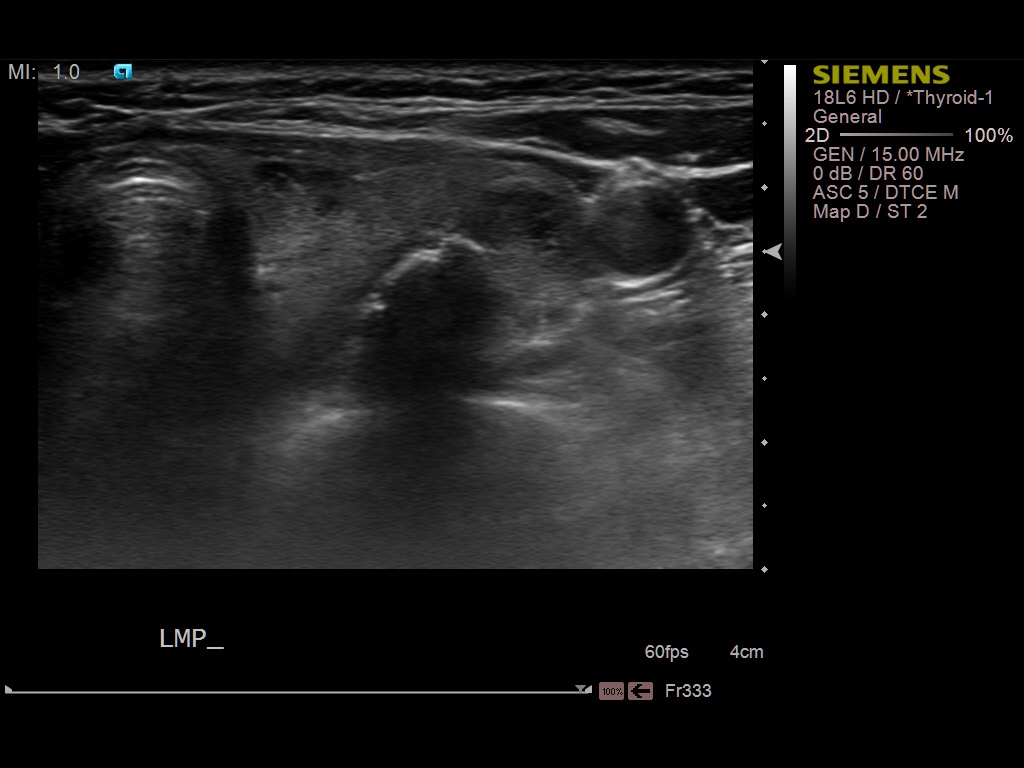 MI: 1.0
SIEMENS
18L6 HD / *Thyroid-1
General
2D 100%
GEN / 15.00 MHz
0 dB / DR 60
ASC 5 / DTCE M
Map D / ST 2
LMP_
60fps 4cm
100% Fr333